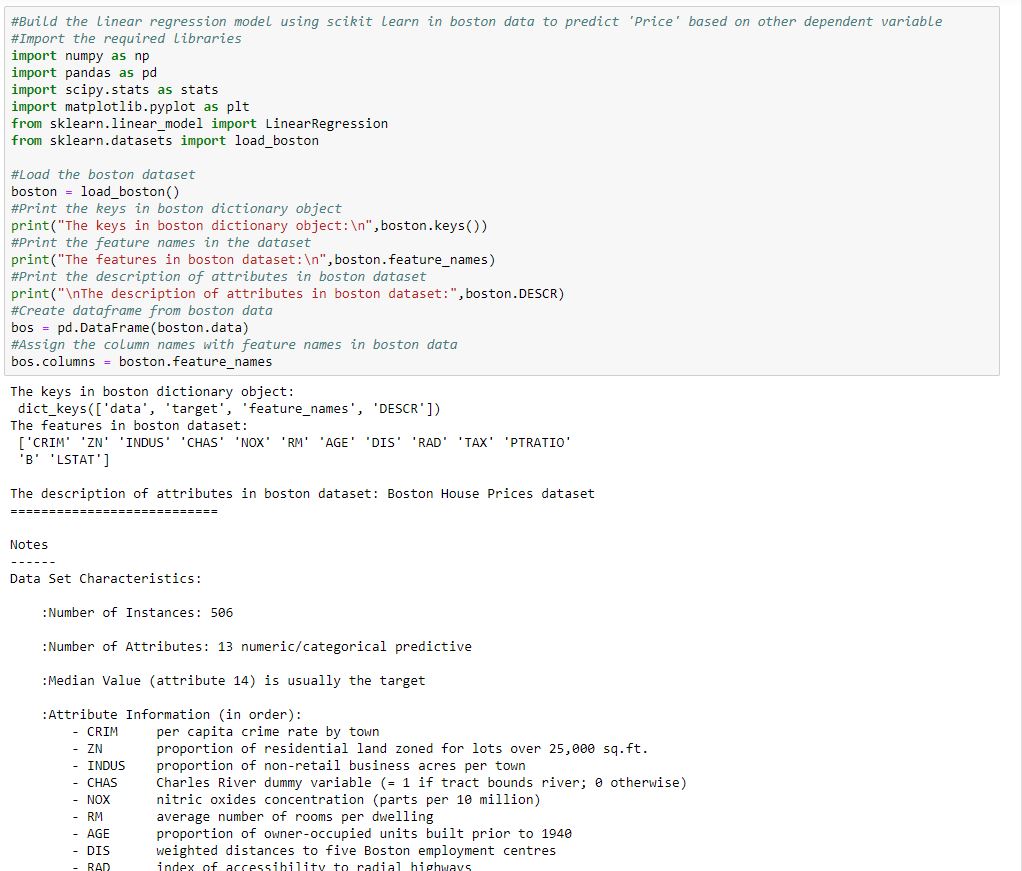 #Build the linear regression model using scikit learn in boston data to predict 'Price' based on other dependent variable
#Import the required libraries
import numpy as np
import pandas as pd
import scipy.stats as stats
import matplotlib.pyplot as plt
from sklearn.linear_model import LinearRegression
from sklearn.datasets import load_boston
#Load the boston dataset
boston = load_boston()
#Print the keys in boston dictionary object
print("The keys in boston dictionary object:\n",boston.keys())
#Print the feature names in the dataset
print("The features in boston dataset:\n",boston.feature_names)
#Print the description of attributes in boston dataset
print("\nThe description of attributes in boston dataset:",boston.DESCR)
#Create dataframe from boston data
bos = pd.DataFrame(boston.data)
#Assign the column names with feature names in boston data
bos.columns = boston.feature_names
The keys in boston dictionary object:
dict_keys(['data', 'target', 'feature_names', 'DESCR'])
The features in boston dataset:
['CRIM' 'ZN' 'INDUS' 'CHAS' 'NOX' 'RM' 'AGE' 'DIS' 'RAD' 'TAX' 'PTRATIO'
'B' 'LSTAT']
The description of attributes in boston dataset: Boston House Prices dataset
===========================
Notes
------
Data Set Characteristics:
:Number of Instances: 506
:Number of Attributes: 13 numeric/categorical predictive
:Median Value (attribute 14) is usually the target
:Attribute Information (in order):
- CRIM per capita crime rate by town
- ZN proportion of residential land zoned for lots over 25,000 sq.ft.
- INDUS proportion of non-retail business acres per town
- CHAS Charles River dummy variable (= 1 if tract bounds river; 0 otherwise)
- NOX nitric oxides concentration (parts per 10 million)
- RM average number of rooms per dwelling
- AGE proportion of owner-occupied units built prior to 1940
- DIS weighted distances to five Boston employment centres
- RAD index of accessibility to radial highways